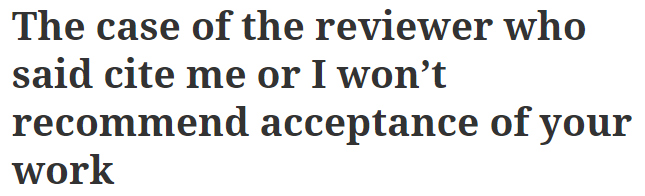 The case of the reviewer who
said cite me or I won’t
recommend acceptance of your
work